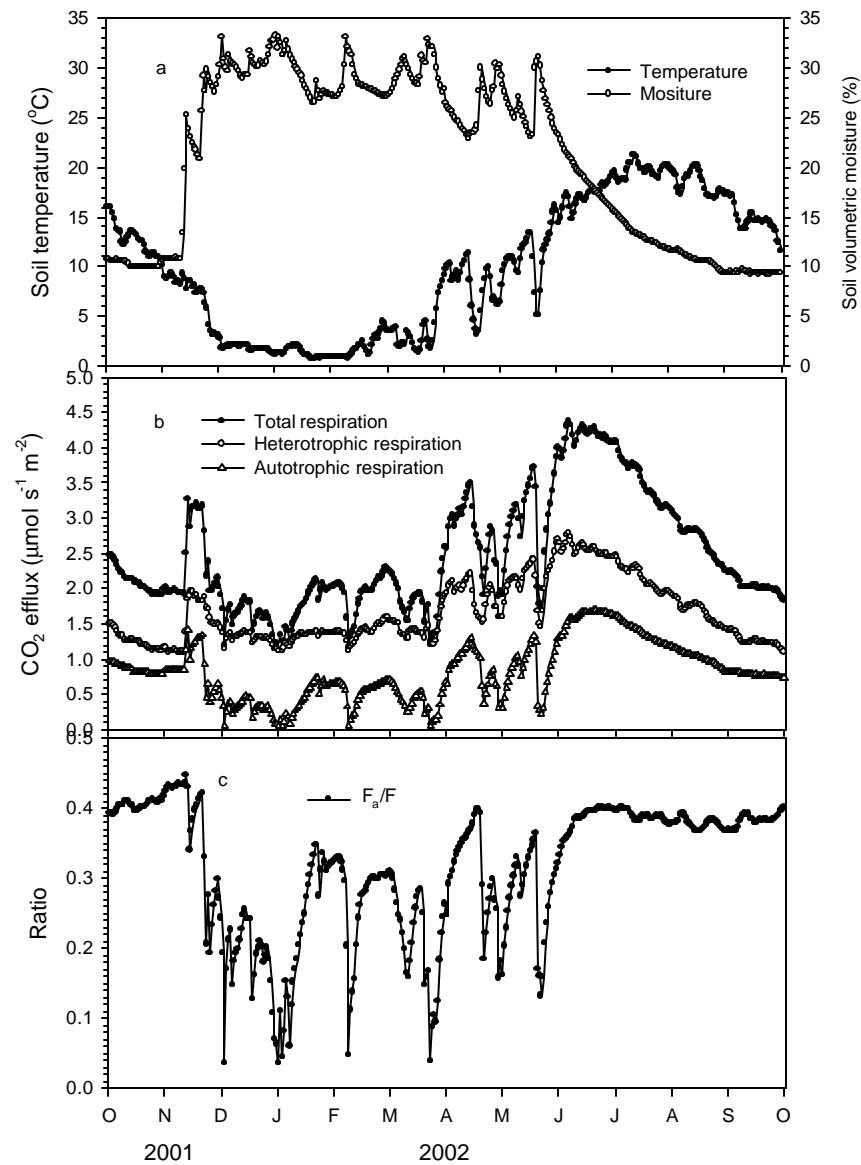 35
30
25
20
15
10
5
0
Soil temperature (°C)
a
Temperature
Mositure
35
30
25
20
15
10
5
0
Soil volumetric moisture (%)
5.0
4.5
4.0
3.5
3.0
2.5
2.0
1.5
1.0
0.5
0.0
CO2 efflux (μmol s-1 m-2)
b
Total respiration
Heterotrophic respiration
Autotrophic respiration
0.5
0.4
0.3
0.2
0.1
0.0
Ratio
c
Fa/F
O N D J F M A M J J A S O
2001 2002